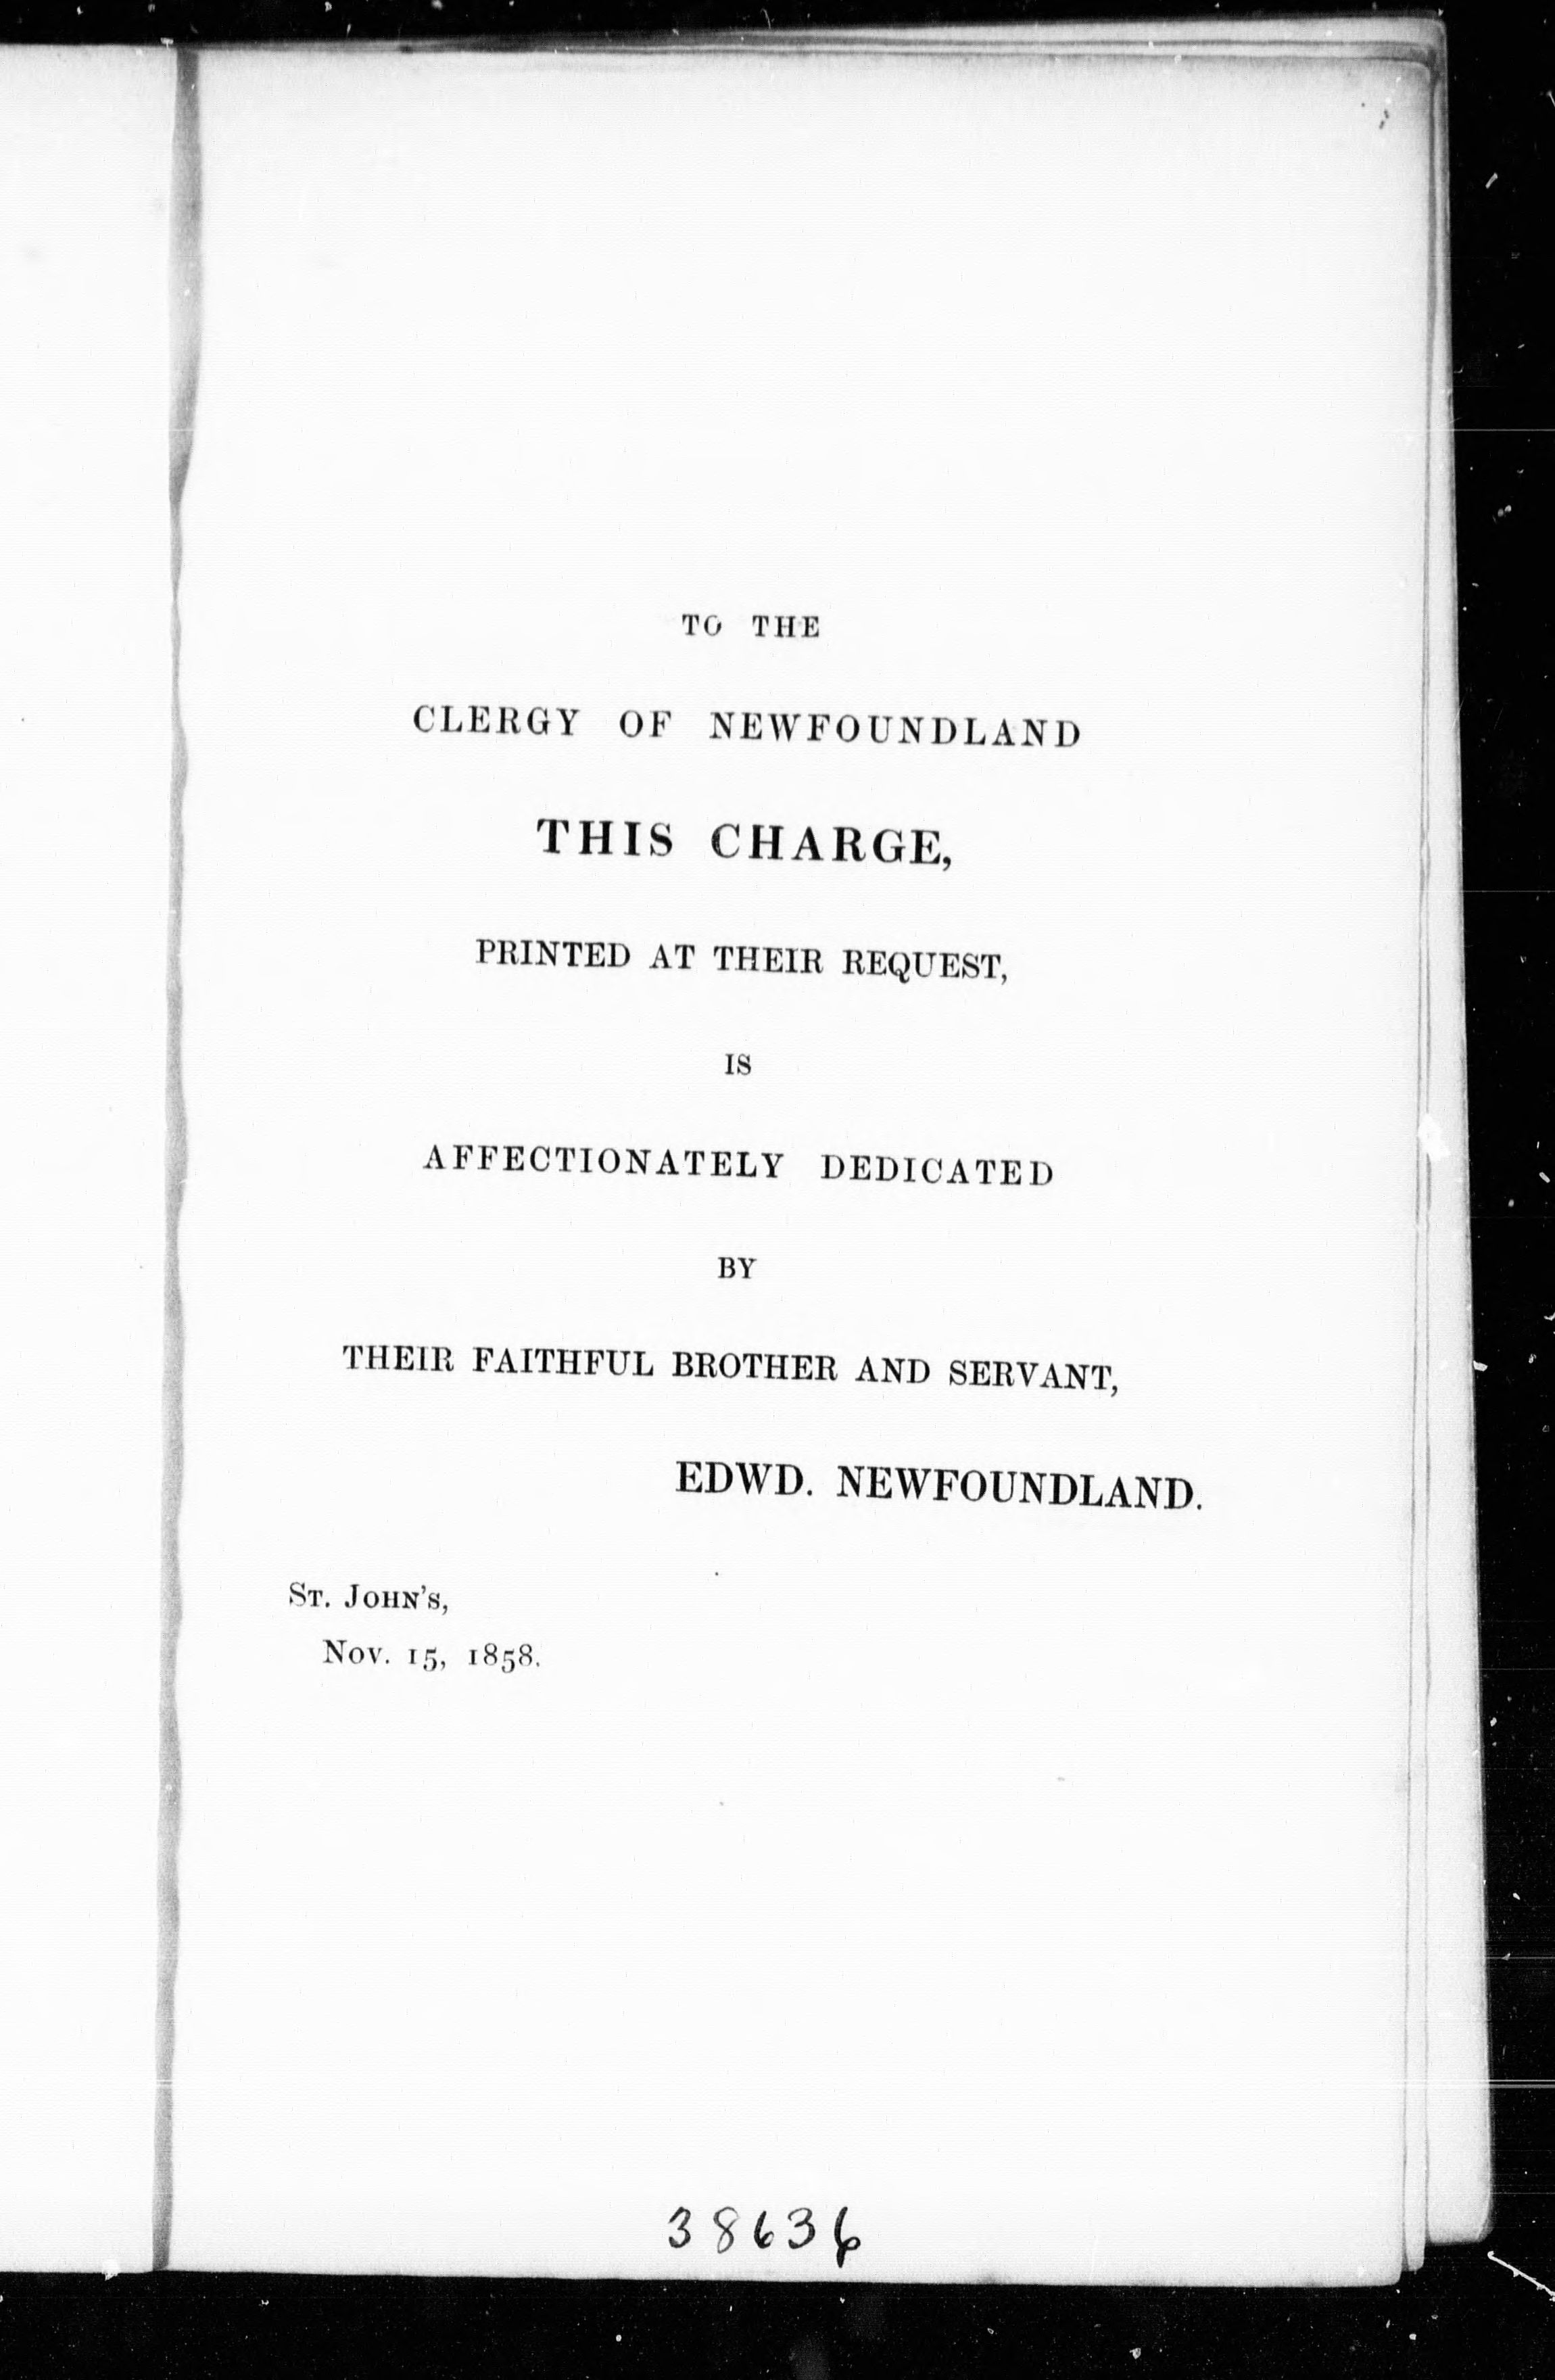 TO THE
CLERGY OF NEWFOUNDLAND
THIS CHARGE,
PRINTED AT THEIR REQUEST,
IS
AFFECTIONATELY DEDICATED
BY
THEIR FAITHFUL BROTHER AND SERVANT,
EDWD. NEWFOUNDLAND.
ST. JOHN'S,
NOV. 15, 1858.
38636